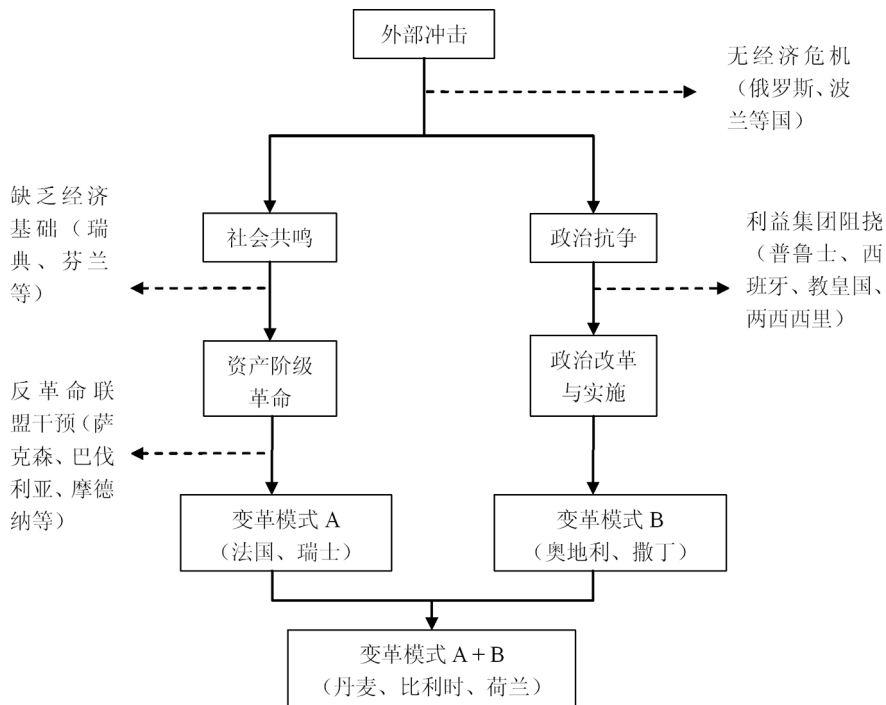 外部冲击
无经济危机
（俄罗斯、波
兰等国）
缺乏经济
基础（瑞
典、芬兰
等）
社会共鸣
政治抗争
利益集团阻挠
（普鲁士、西
班牙、教皇国、
两西西里）
资产阶级
革命
政治改革
与实施
反革命联
盟干预（萨
克森、巴伐
利亚、摩德
纳等）
变革模式 A
（法国、瑞士）
变革模式 B
（奥地利、撒丁）
变革模式 A + B
（丹麦、比利时、荷兰）